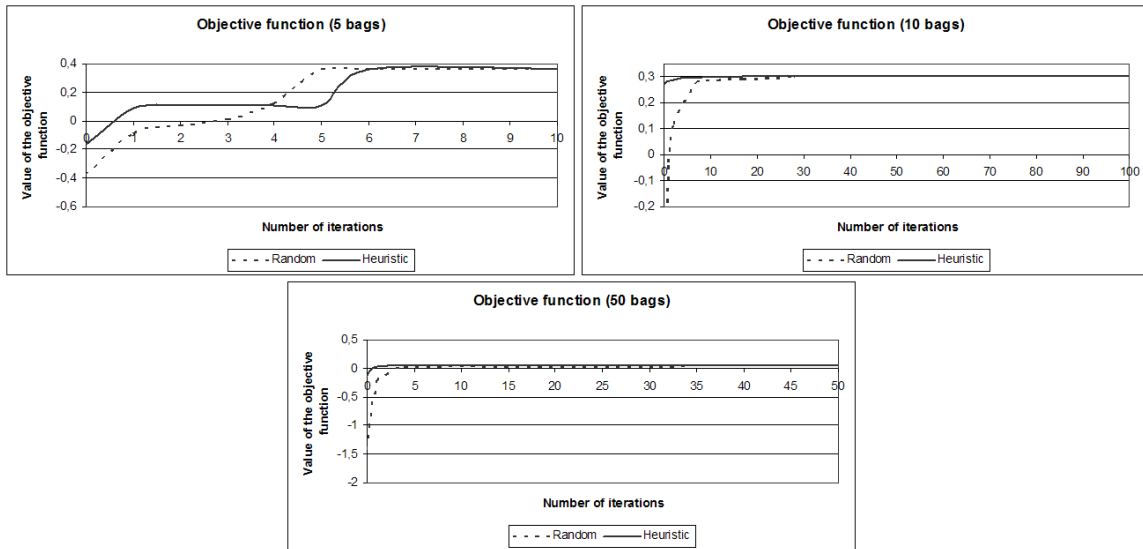 Objective function (5 bags)
Value of the objective
function
0,4
0,2
0
-0,2
-0,4
-0,6
0 1 2 3 4 5 6 7 8 9 10
Number of iterations
Random Heuristic
Objective function (10 bags)
Value of the objective
function
0,3
0,2
0,1
0
-0,1
-0,2
0 10 20 30 40 50 60 70 80 90 100
Number of iterations
Random Heuristic
Objective function (50 bags)
Value of the objective
function
0,5
0
-0,5
-1
-1,5
-2
0 5 10 15 20 25 30 35 40 45 50
Number of iterations
Random Heuristic